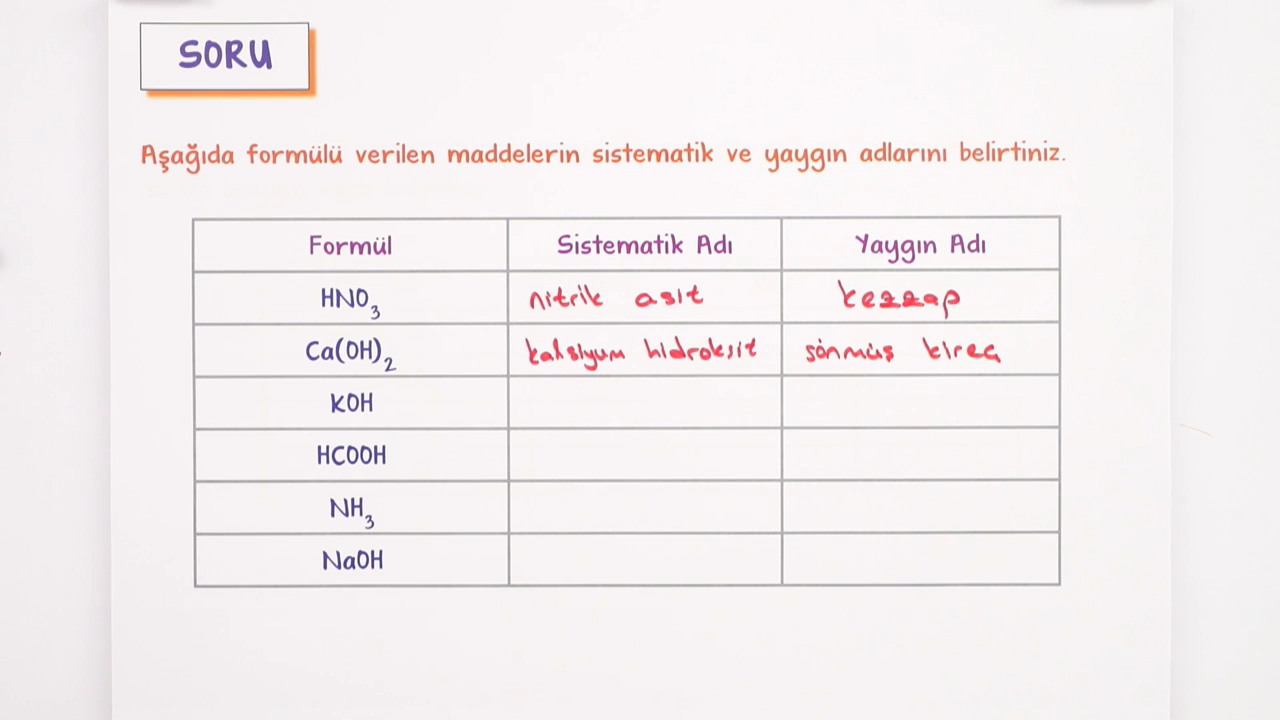 SORU
Aşağıda formülü verilen maddelerin sistematik ve yaygın adlarını belirtiniz.
Formül Sistematik Adı Yaygın Adı
HNO₃ nitrik asit kezzap
Ca(OH)₂ kalsiyum hidroksit sönmüş kireç
KOH
HCOOH
NH₃
NaOH